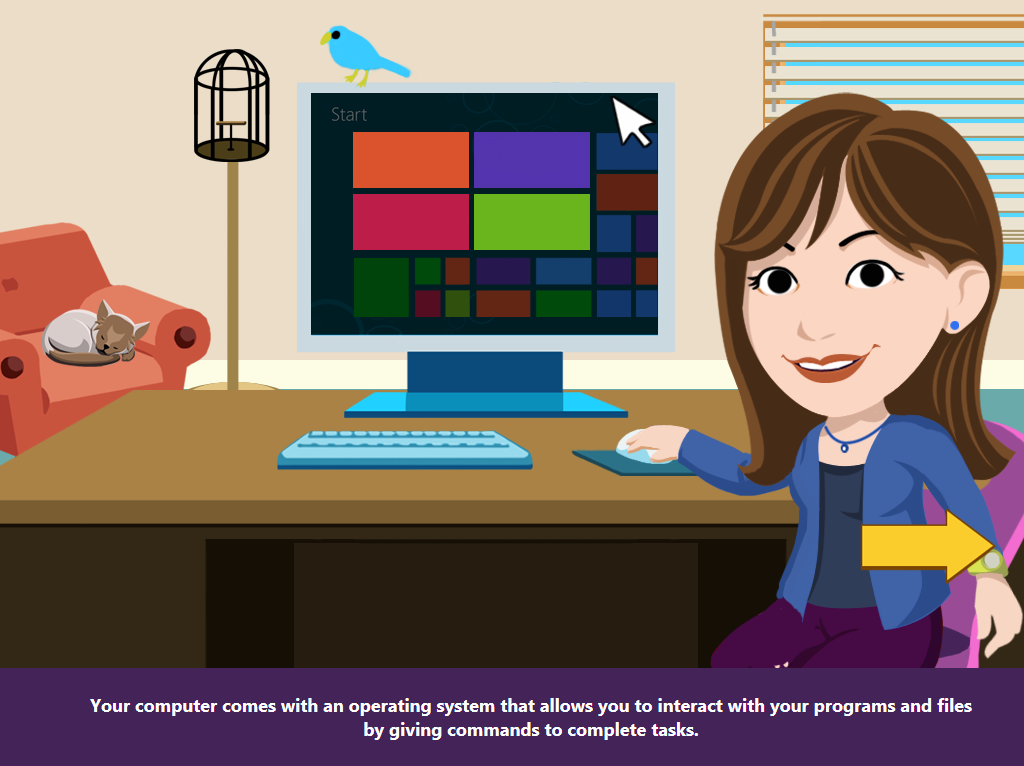 Start
Your computer comes with an operating system that allows you to interact with your programs and files
by giving commands to complete tasks.